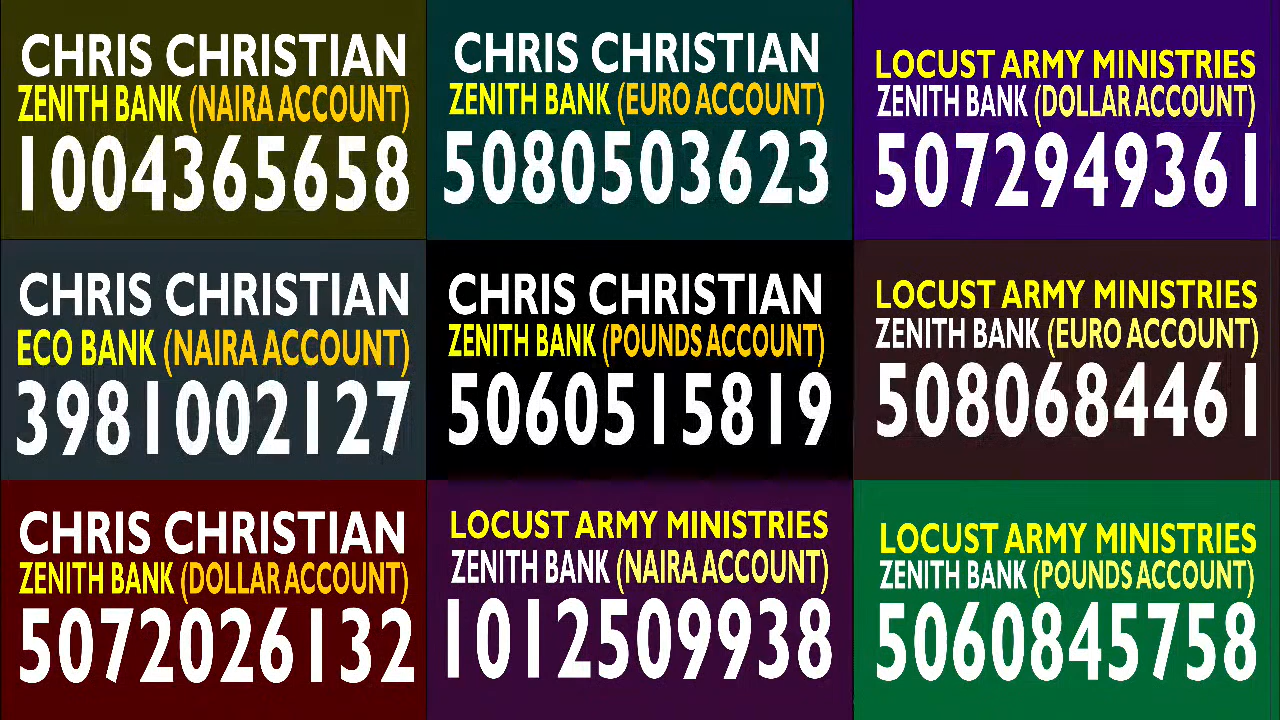 CHRIS CHRISTIAN
ZENITH BANK (NAIRA ACCOUNT)
1004365658
CHRIS CHRISTIAN
ZENITH BANK (EURO ACCOUNT)
5080503623
LOCUST ARMY MINISTRIES
ZENITH BANK (DOLLAR ACCOUNT)
5072949361
CHRIS CHRISTIAN
ECO BANK (NAIRA ACCOUNT)
3981002127
CHRIS CHRISTIAN
ZENITH BANK (POUNDS ACCOUNT)
5060515819
LOCUST ARMY MINISTRIES
ZENITH BANK (EURO ACCOUNT)
5080684461
CHRIS CHRISTIAN
ZENITH BANK (DOLLAR ACCOUNT)
5072026132
LOCUST ARMY MINISTRIES
ZENITH BANK (NAIRA ACCOUNT)
1012509938
LOCUST ARMY MINISTRIES
ZENITH BANK (POUNDS ACCOUNT)
5060845758